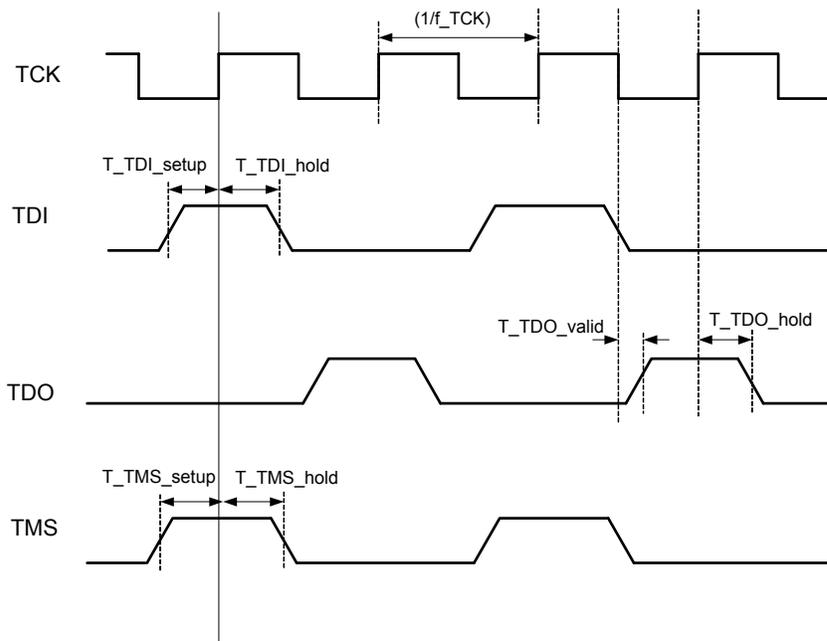 (1/f_TCK)
TCK
T_TDI_setup T_TDI_hold
TDI
T_TDO_valid T_TDO_hold
TDO
T_TMS_setup T_TMS_hold
TMS